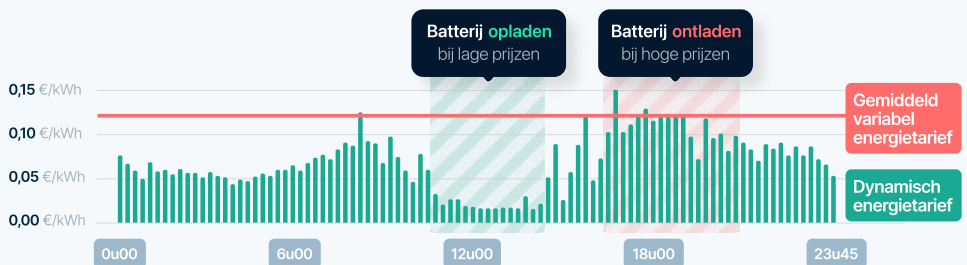 Batterij opladen
bij lage prijzen
Batterij ontladen
bij hoge prijzen
0,15 €/kWh
0,10 €/kWh
0,05 €/kWh
0,00 €/kWh
Gemiddeld
variabel
energietarief
Dynamisch
energietarief
0u00
6u00
12u00
18u00
23u45